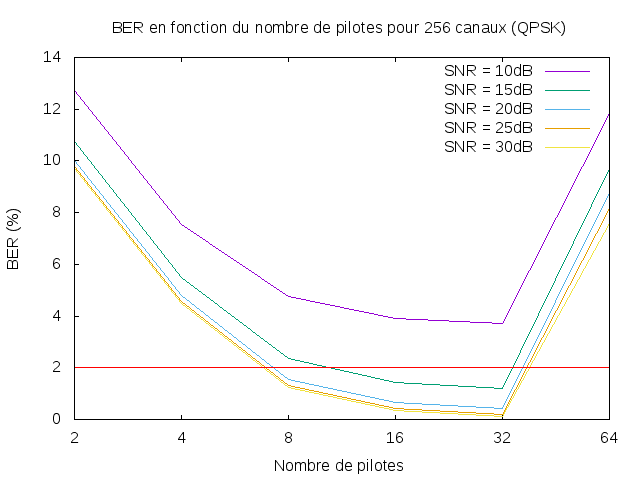 BER en fonction du nombre de pilotes pour 256 canaux (QPSK)
SNR = 10dB
SNR = 15dB
SNR = 20dB
SNR = 25dB
SNR = 30dB
14
12
10
8
6
4
2
0
BER (%)
2 4 8 16 32 64
Nombre de pilotes